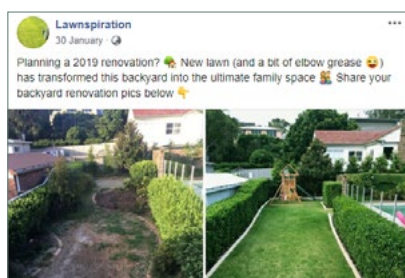 Lawnspiration
30 January ·
Planning a 2019 renovation? 🌳 New lawn (and a bit of elbow grease 😅)
has transformed this backyard into the ultimate family space 👨‍👩‍👧‍👦 Share your
backyard renovation pics below 👇